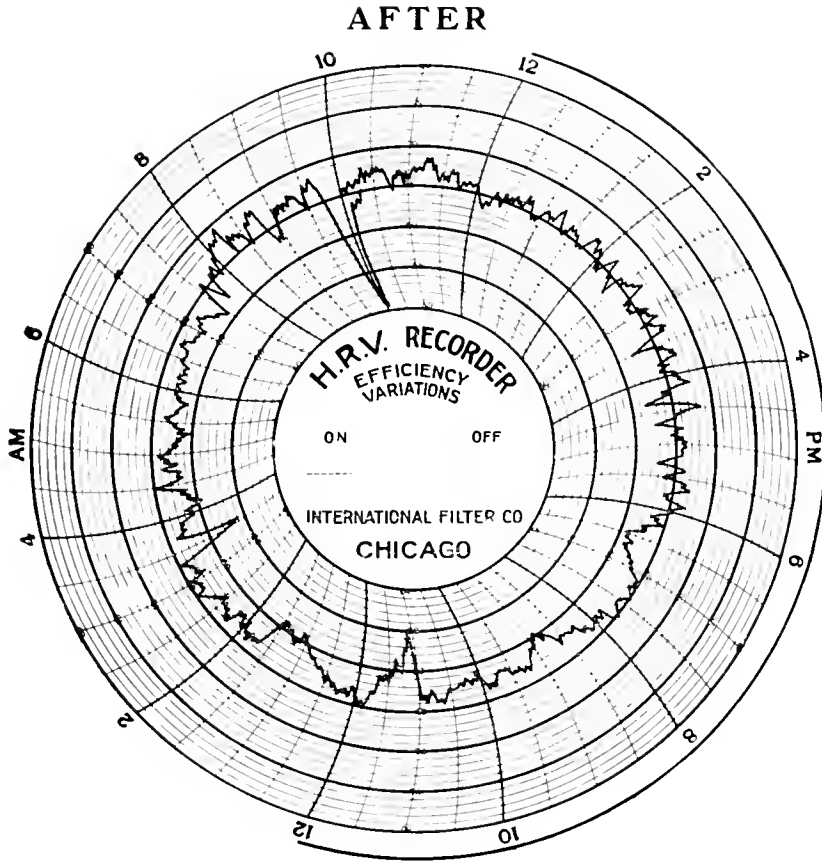 AFTER
10
12
8
2
6
4
AM
PM
4
6
2
8
12
10
H.R.V. RECORDER
EFFICIENCY
VARIATIONS
ON OFF
INTERNATIONAL FILTER CO
CHICAGO